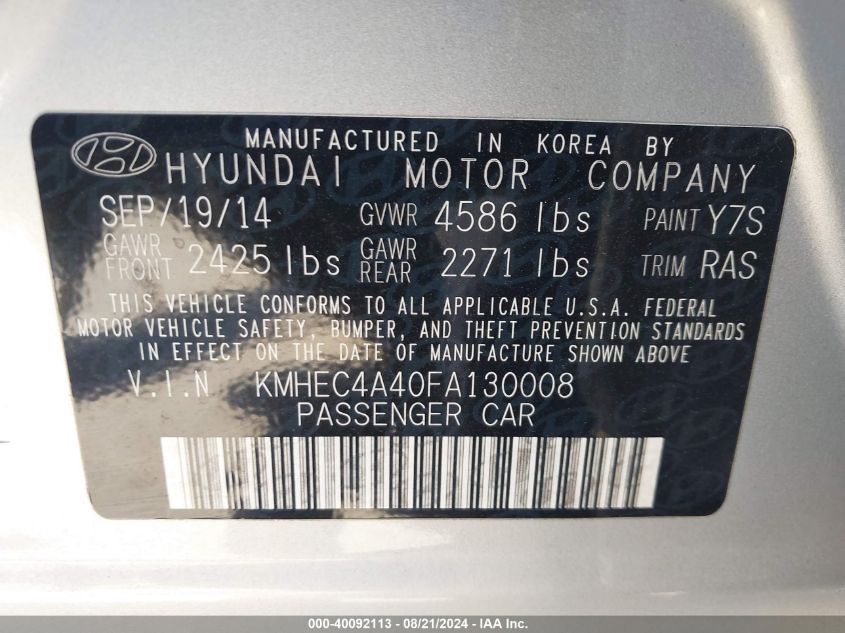 MANUFACTURED IN KOREA BY
HYUNDAI MOTOR COMPANY
SEP/19/14 GVWR 4586 lbs PAINT Y7S
GAWR FRONT 2425 lbs GAWR REAR 2271 lbs TRIM RAS
THIS VEHICLE CONFORMS TO ALL APPLICABLE U.S.A. FEDERAL
MOTOR VEHICLE SAFETY, BUMPER, AND THEFT PREVENTION STANDARDS
IN EFFECT ON THE DATE OF MANUFACTURE SHOWN ABOVE
V.I.N KMHEC4A40FA130008
PASSENGER CAR
000-40092113 - 08/21/2024 - IMAGE COPYRIGHT IAA, LLC.